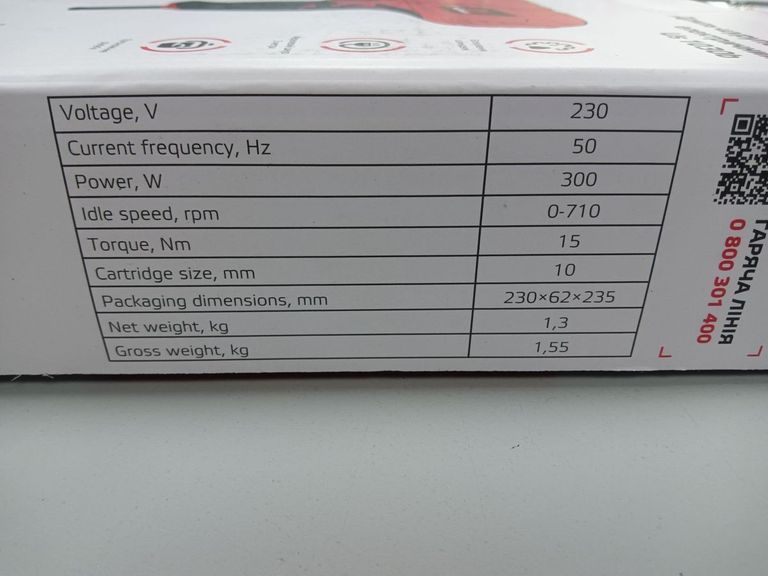 Voltage, V 230
Current frequency, Hz 50
Power, W 300
Idle speed, rpm 0-710
Torque, Nm 15
Cartridge size, mm 10
Packaging dimensions, mm 230×62×235
Net weight, kg 1,3
Gross weight, kg 1,55
ГАРЯЧА ЛІНІЯ
0 800 301 400